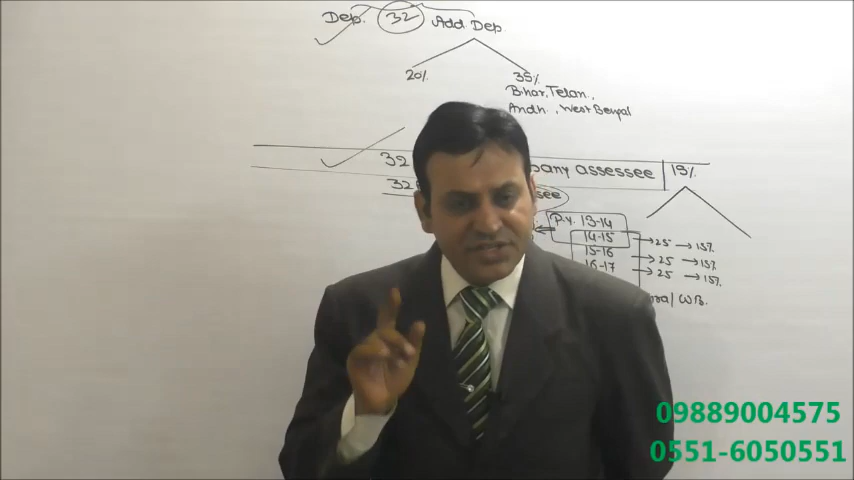 Dep. 32 Add Dep.
20% 35%
Bihar, Telan.,
Andh., West Bengal
32 pany assessee 15%
32 see
P.y. 13-14
14-15 → 25 → 15%
15-16 → 25 → 15%
16-17 → 25 → 15%
/ W.B.
09889004575
0551-6050551